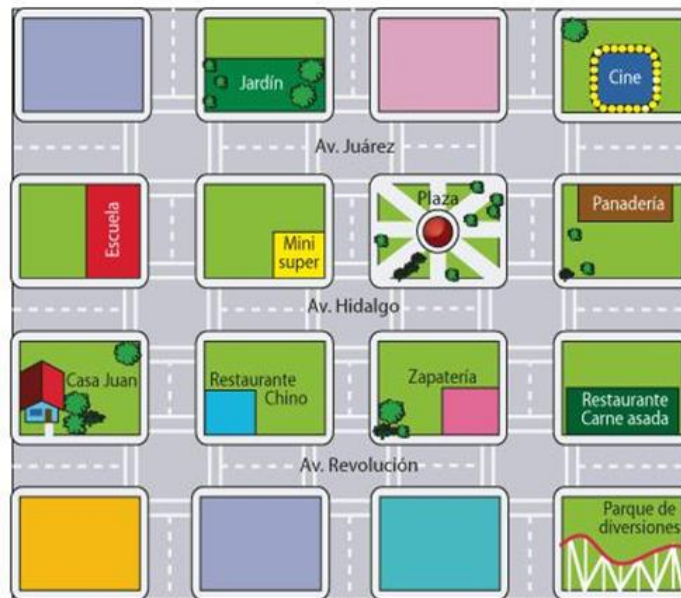 Jardín
Cine
Av. Juárez
Escuela
Mini
super
Plaza
Panadería
Av. Hidalgo
Casa Juan
Restaurante
Chino
Zapatería
Restaurante
Carne asada
Av. Revolución
Parque de
diversiones